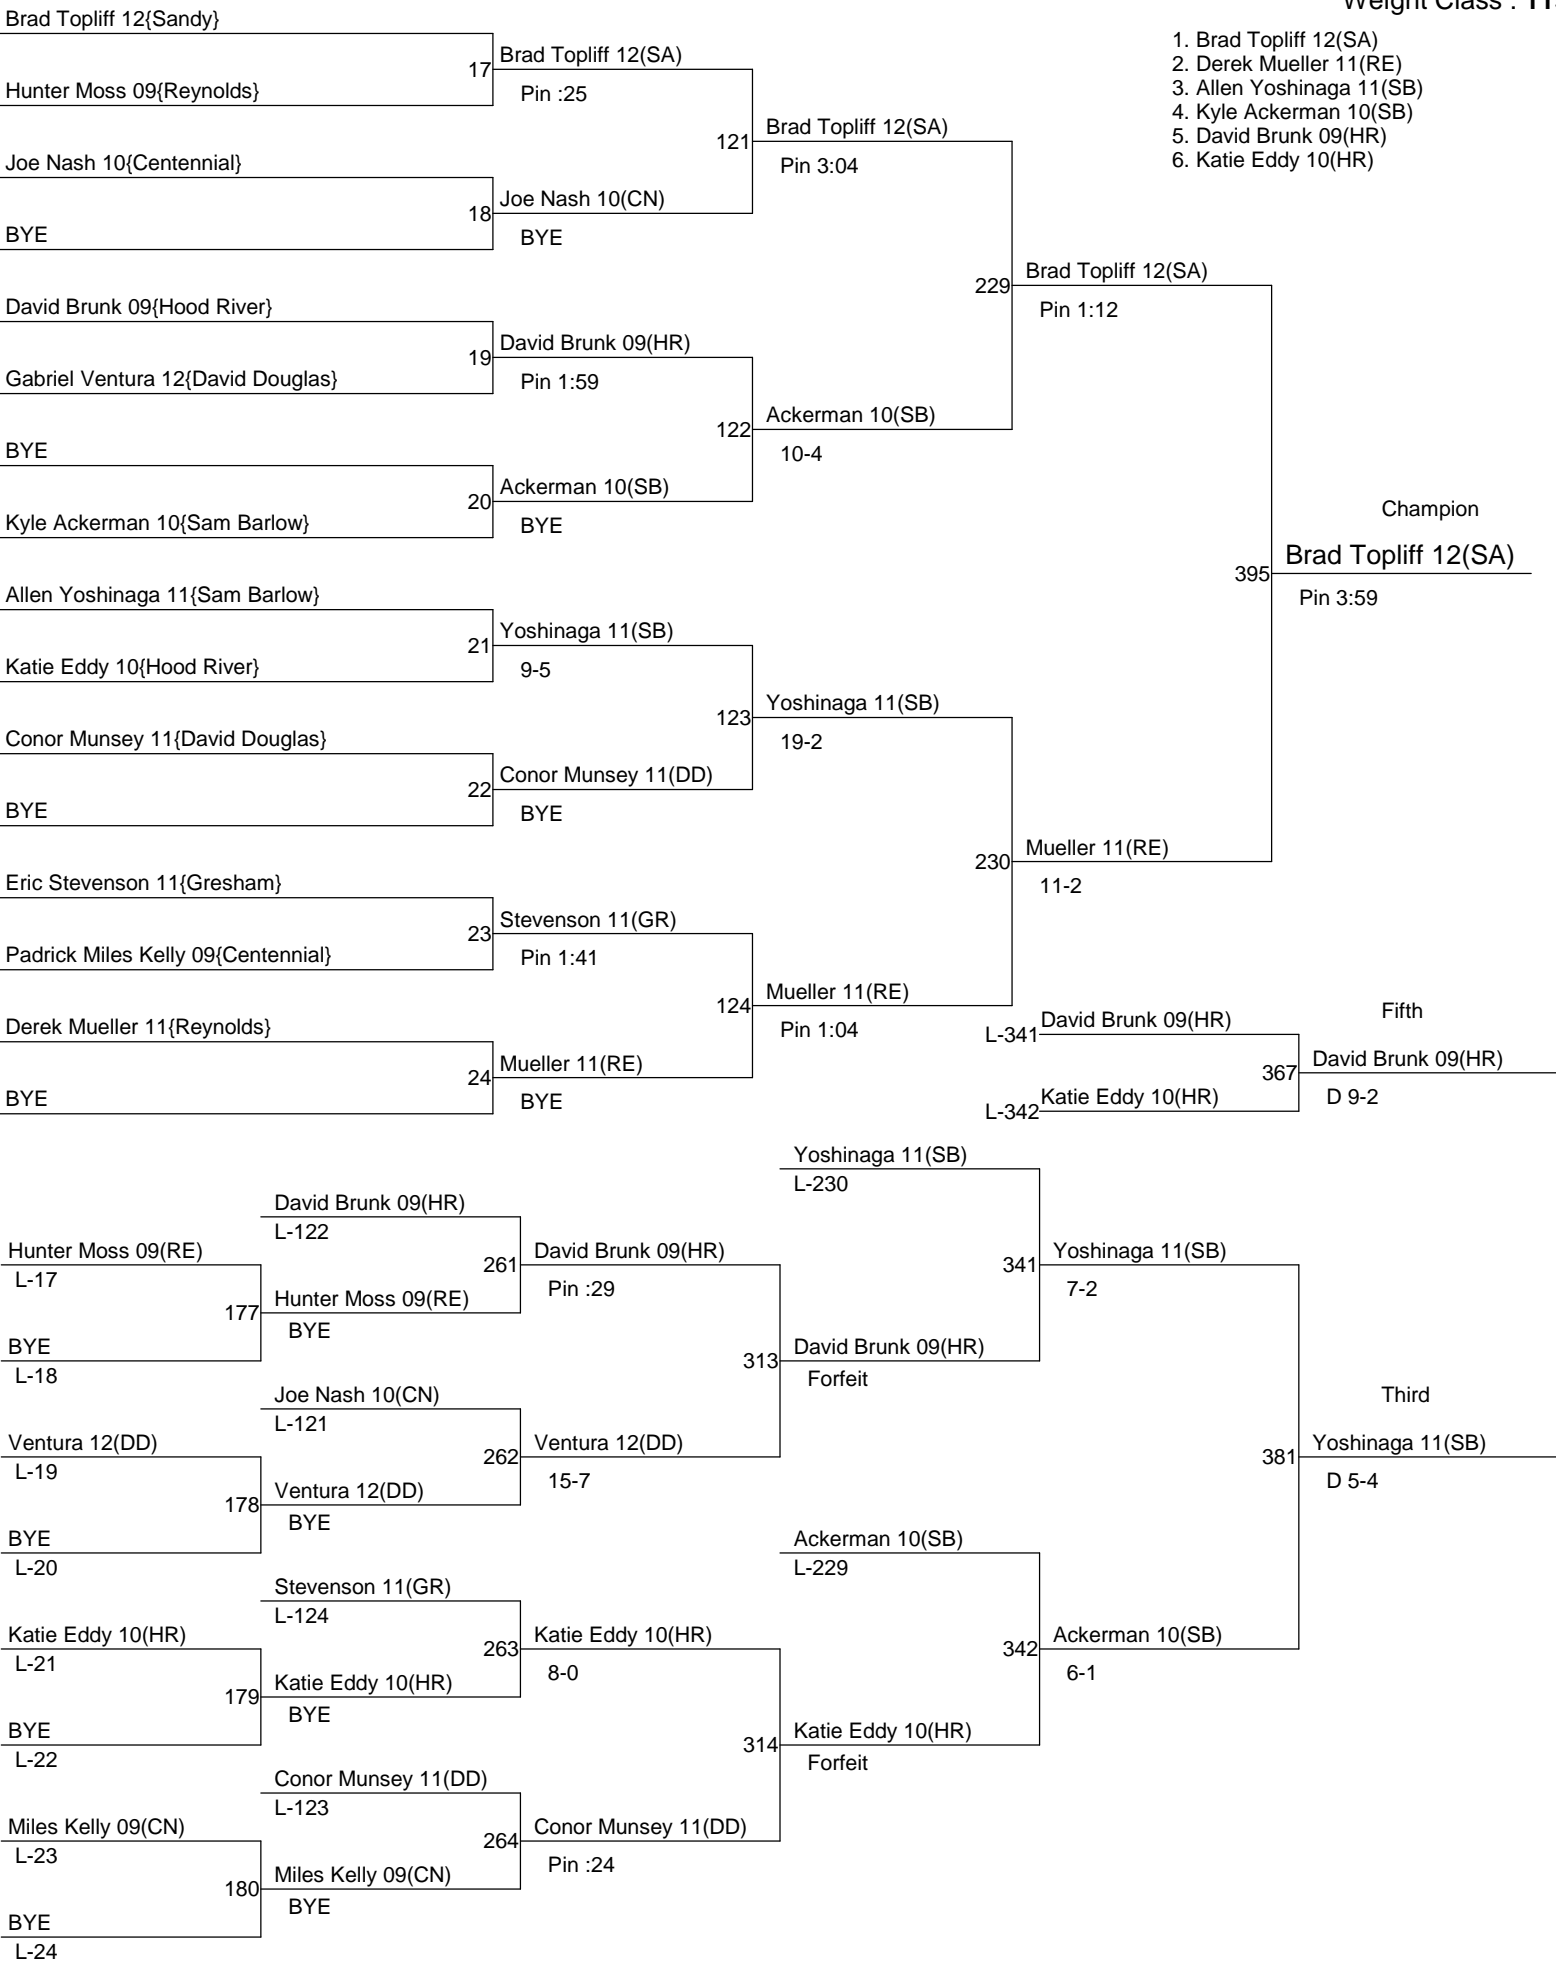 Weight Class :
1. Brad Topliff 12(SA)
2. Derek Mueller 11(RE)
3. Allen Yoshinaga 11(SB)
4. Kyle Ackerman 10(SB)
5. David Brunk 09(HR)
6. Katie Eddy 10(HR)
Brad Topliff 12{Sandy}
Hunter Moss 09{Reynolds}
Joe Nash 10{Centennial}
BYE
David Brunk 09{Hood River}
Gabriel Ventura 12{David Douglas}
BYE
Kyle Ackerman 10{Sam Barlow}
Allen Yoshinaga 11{Sam Barlow}
Katie Eddy 10{Hood River}
Conor Munsey 11{David Douglas}
BYE
Eric Stevenson 11{Gresham}
Padrick Miles Kelly 09{Centennial}
Derek Mueller 11{Reynolds}
BYE
17 Brad Topliff 12(SA)
Pin :25
18 Joe Nash 10(CN)
BYE
19 David Brunk 09(HR)
Pin 1:59
20 Ackerman 10(SB)
BYE
21 Yoshinaga 11(SB)
9-5
22 Conor Munsey 11(DD)
BYE
23 Stevenson 11(GR)
Pin 1:41
24 Mueller 11(RE)
BYE
121 Brad Topliff 12(SA)
Pin 3:04
122 Ackerman 10(SB)
10-4
123 Yoshinaga 11(SB)
19-2
124 Mueller 11(RE)
Pin 1:04
229 Brad Topliff 12(SA)
Pin 1:12
230 Mueller 11(RE)
11-2
Champion
395 Brad Topliff 12(SA)
Pin 3:59
L-341 David Brunk 09(HR)
L-342 Katie Eddy 10(HR)
Fifth
367 David Brunk 09(HR)
D 9-2
Hunter Moss 09(RE)
L-17
BYE
L-18
Ventura 12(DD)
L-19
BYE
L-20
Katie Eddy 10(HR)
L-21
BYE
L-22
Miles Kelly 09(CN)
L-23
BYE
L-24
David Brunk 09(HR)
L-122
177 Hunter Moss 09(RE)
BYE
Joe Nash 10(CN)
L-121
178 Ventura 12(DD)
BYE
Stevenson 11(GR)
L-124
179 Katie Eddy 10(HR)
BYE
Conor Munsey 11(DD)
L-123
180 Miles Kelly 09(CN)
BYE
261 David Brunk 09(HR)
Pin :29
262 Ventura 12(DD)
15-7
263 Katie Eddy 10(HR)
8-0
264 Conor Munsey 11(DD)
Pin :24
Yoshinaga 11(SB)
L-230
313 David Brunk 09(HR)
Forfeit
Ackerman 10(SB)
L-229
314 Katie Eddy 10(HR)
Forfeit
341 Yoshinaga 11(SB)
7-2
342 Ackerman 10(SB)
6-1
Third
381 Yoshinaga 11(SB)
D 5-4